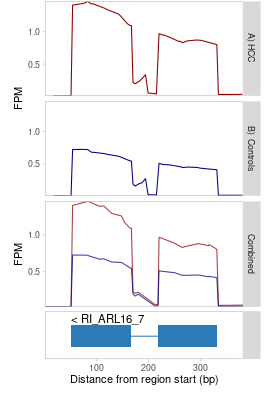 A) HCC
1.0
0.5
FPM
B) Controls
1.0
0.5
Combined
1.0
0.5
FPM
< RI_ARL16_7
100
200
300
Distance from region start (bp)